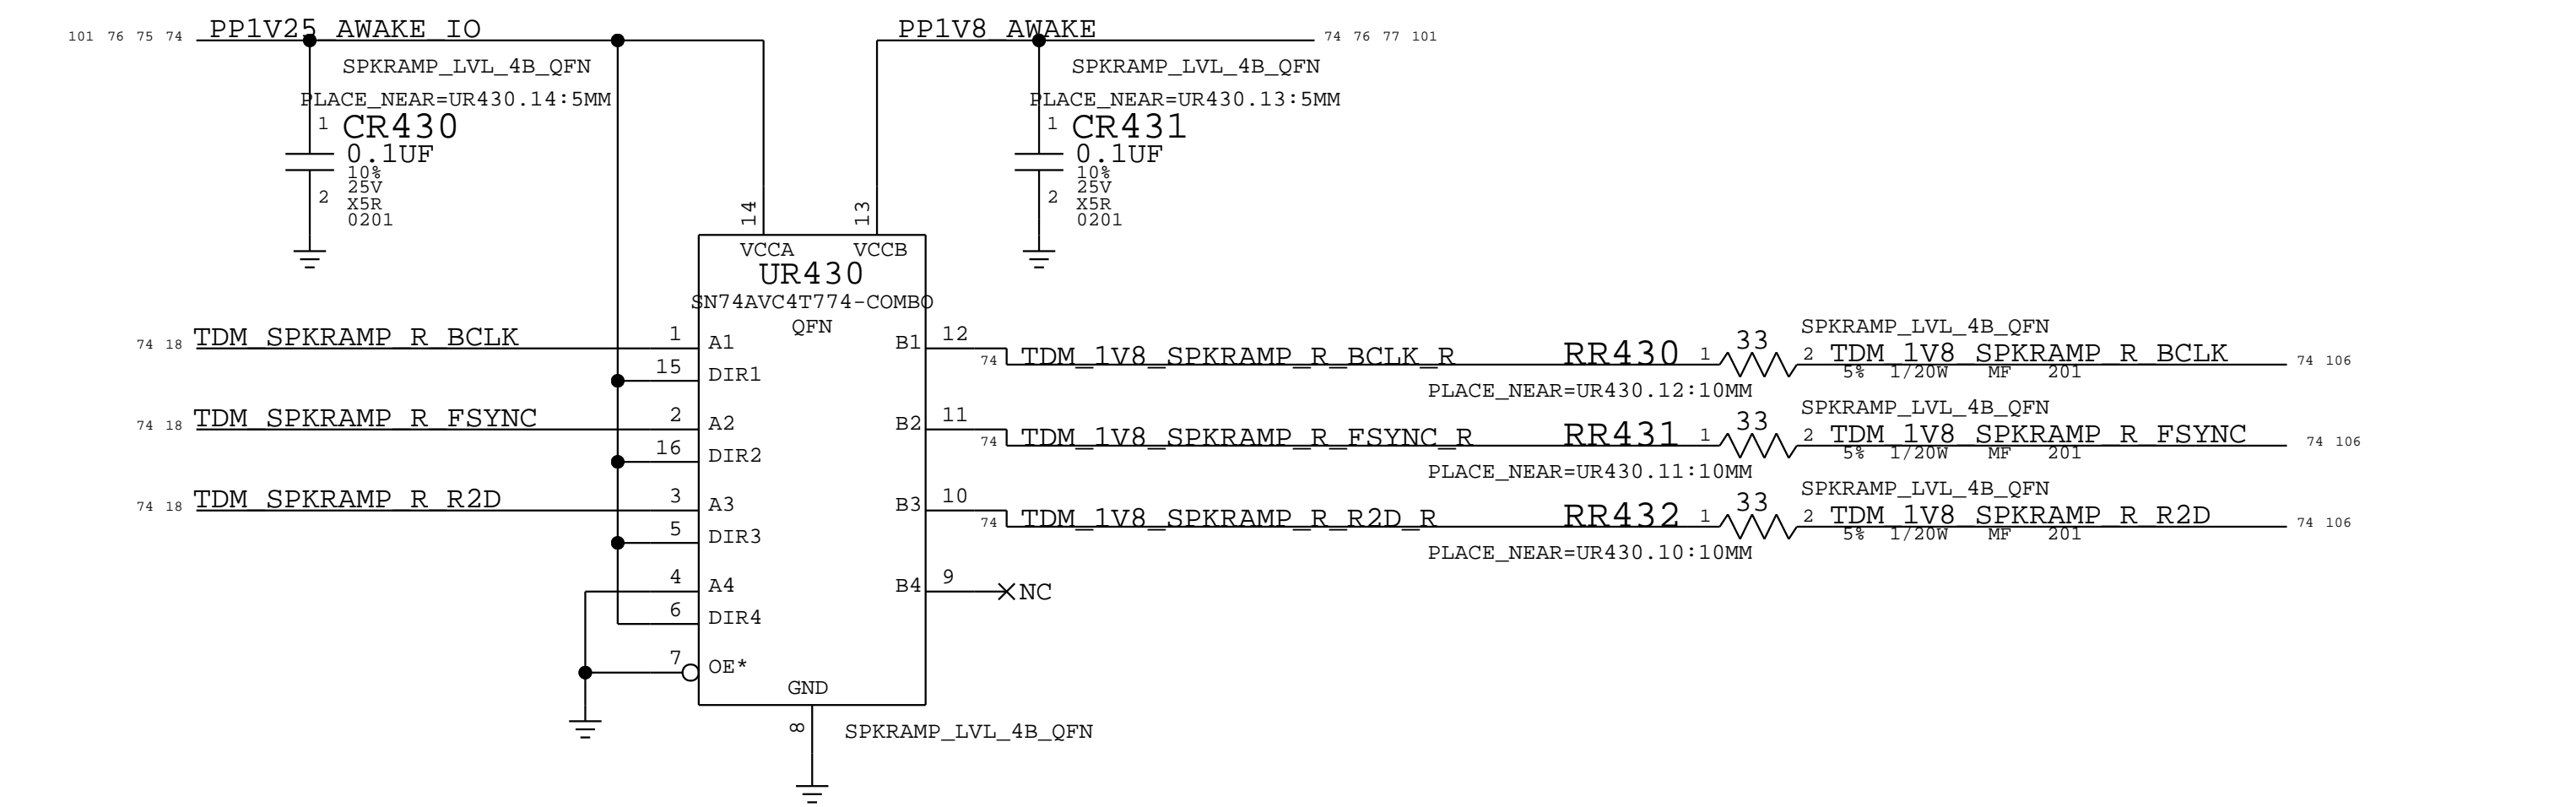 101 76 75 74 PP1V25_AWAKE_IO
PP1V8_AWAKE 74 76 77 101
SPKRAMP_LVL_4B_QFN
PLACE_NEAR=UR430.14:5MM
1 CR430
0.1UF
10%
25V
2 X5R
0201
SPKRAMP_LVL_4B_QFN
PLACE_NEAR=UR430.13:5MM
1 CR431
0.1UF
10%
25V
2 X5R
0201
14 13
VCCA VCCB
UR430
SN74AVC4T774-COMBO
QFN
74 18 TDM_SPKRAMP_R_BCLK 1 A1
15 DIR1
74 18 TDM_SPKRAMP_R_FSYNC 2 A2
16 DIR2
74 18 TDM_SPKRAMP_R_R2D 3 A3
5 DIR3
4 A4
6 DIR4
7 OE*
GND
8 SPKRAMP_LVL_4B_QFN
SPKRAMP_LVL_4B_QFN
B1 12 74 TDM_1V8_SPKRAMP_R_BCLK_R RR430 1 33 2 TDM_1V8_SPKRAMP_R_BCLK 74 106
5% 1/20W MF 201
PLACE_NEAR=UR430.12:10MM
SPKRAMP_LVL_4B_QFN
B2 11 74 TDM_1V8_SPKRAMP_R_FSYNC_R RR431 1 33 2 TDM_1V8_SPKRAMP_R_FSYNC 74 106
5% 1/20W MF 201
PLACE_NEAR=UR430.11:10MM
SPKRAMP_LVL_4B_QFN
B3 10 74 TDM_1V8_SPKRAMP_R_R2D_R RR432 1 33 2 TDM_1V8_SPKRAMP_R_R2D 74 106
5% 1/20W MF 201
PLACE_NEAR=UR430.10:10MM
B4 9 NC